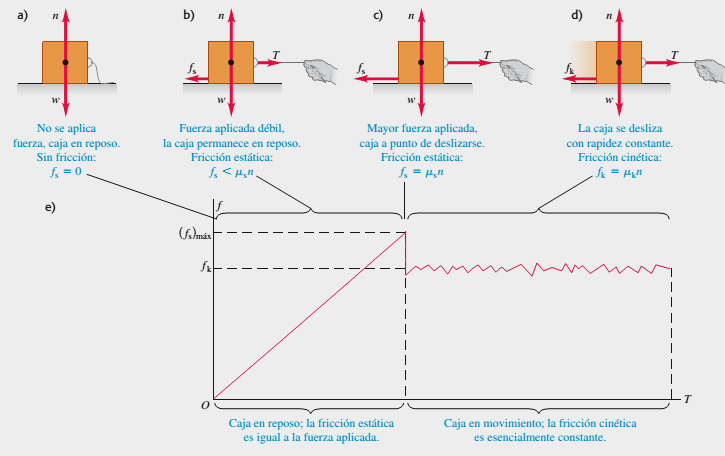 a)
n
w
No se aplica
fuerza, caja en reposo.
Sin fricción:
fs = 0
b)
n
T
fs
w
Fuerza aplicada débil,
la caja permanece en reposo.
Fricción estática:
fs < μsn
c)
n
T
fs
w
Mayor fuerza aplicada,
caja a punto de deslizarse.
Fricción estática:
fs = μsn
d)
n
T
fk
w
La caja se desliza
con rapidez constante.
Fricción cinética:
fk = μkn
e)
f
(fs)máx
fk
O
T
Caja en reposo; la fricción estática
es igual a la fuerza aplicada.
Caja en movimiento; la fricción cinética
es esencialmente constante.